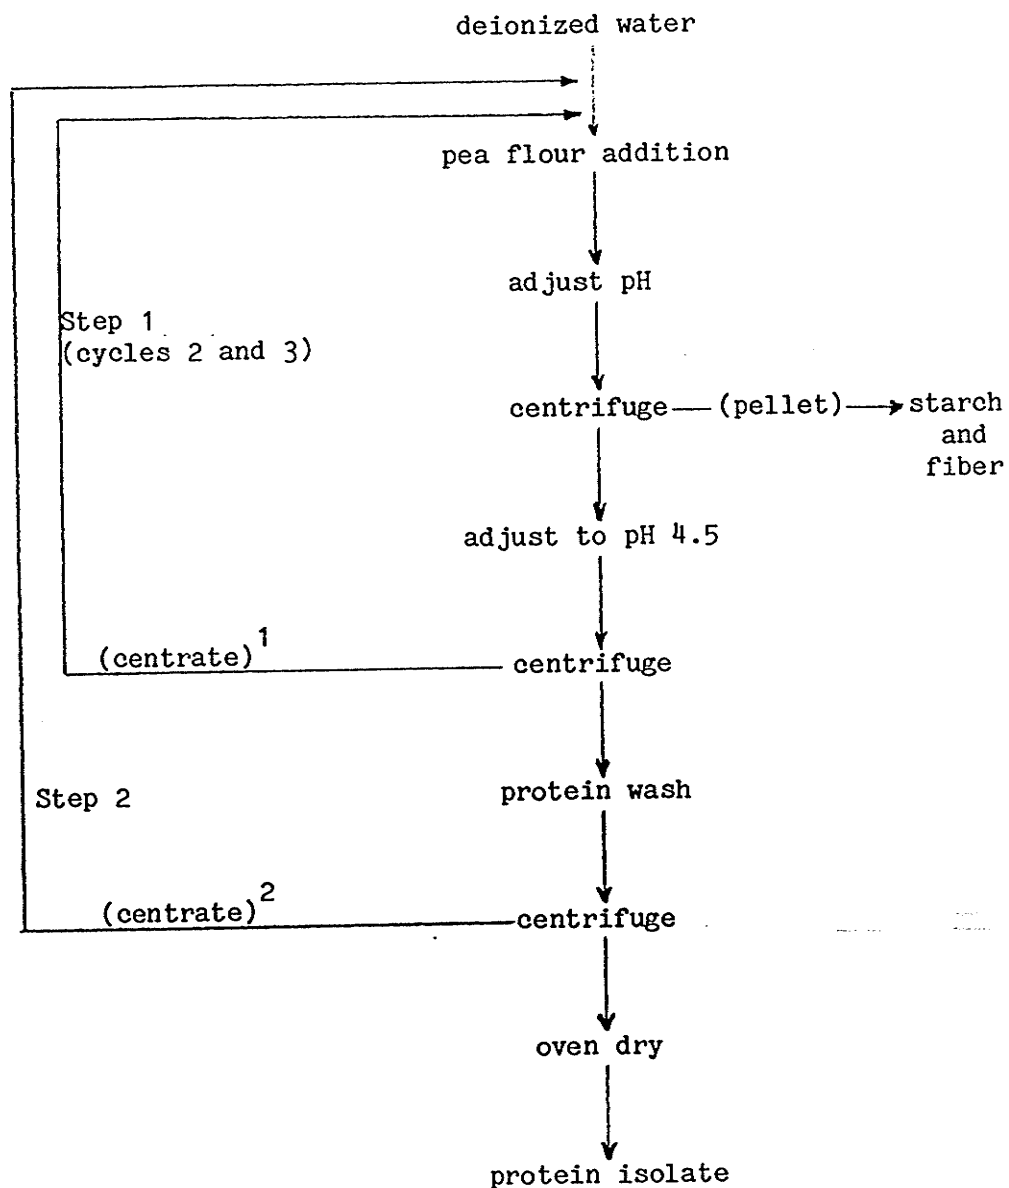 deionized water
pea flour addition
adjust pH
Step 1
(cycles 2 and 3)
centrifuge — (pellet) → starch
and
fiber
adjust to pH 4.5
(centrate)1
centrifuge
Step 2
protein wash
(centrate)2
centrifuge
oven dry
protein isolate